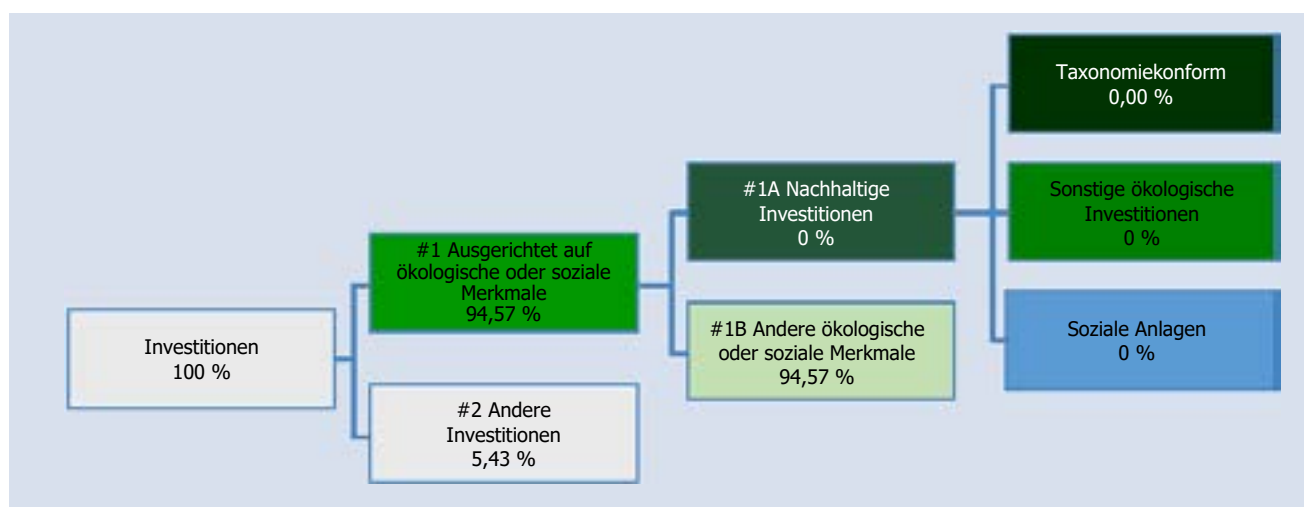 Investitionen
100 %
#1 Ausgerichtet auf
ökologische oder soziale
Merkmale
94,57 %
#2 Andere
Investitionen
5,43 %
#1A Nachhaltige
Investitionen
0 %
#1B Andere ökologische
oder soziale Merkmale
94,57 %
Taxonomiekonform
0,00 %
Sonstige ökologische
Investitionen
0 %
Soziale Anlagen
0 %